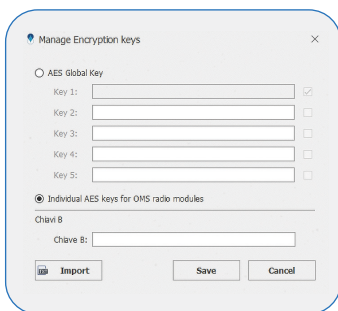 Manage Encryption keys
AES Global Key
Key 1:
Key 2:
Key 3:
Key 4:
Key 5:
Individual AES keys for OMS radio modules
Chiavi B
Chiave B:
Import Save Cancel